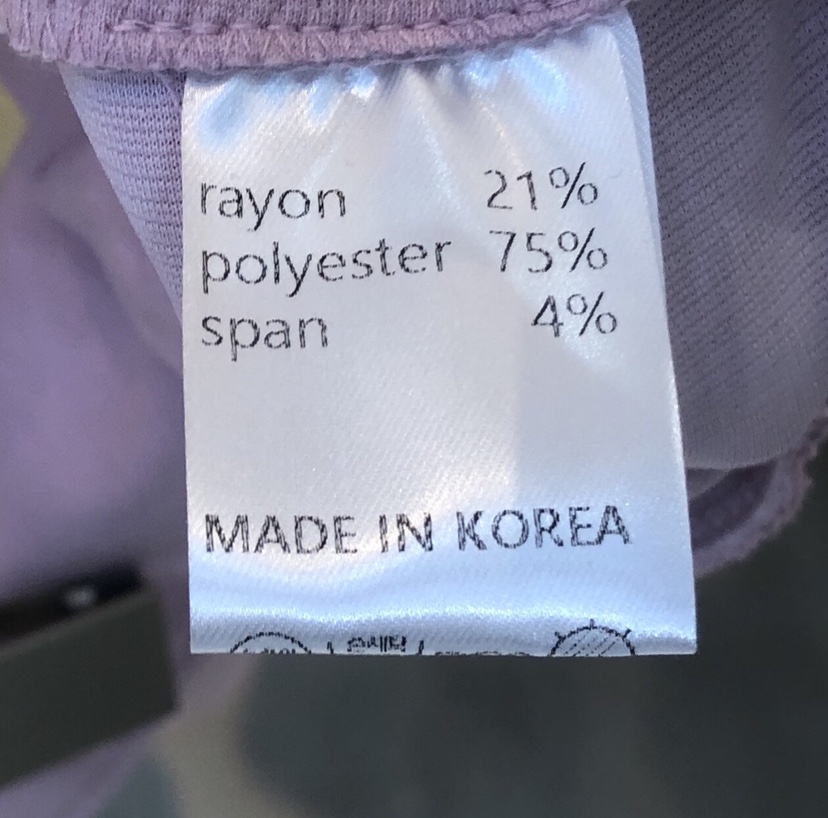 rayon 21%
polyester 75%
span 4%
MADE IN KOREA